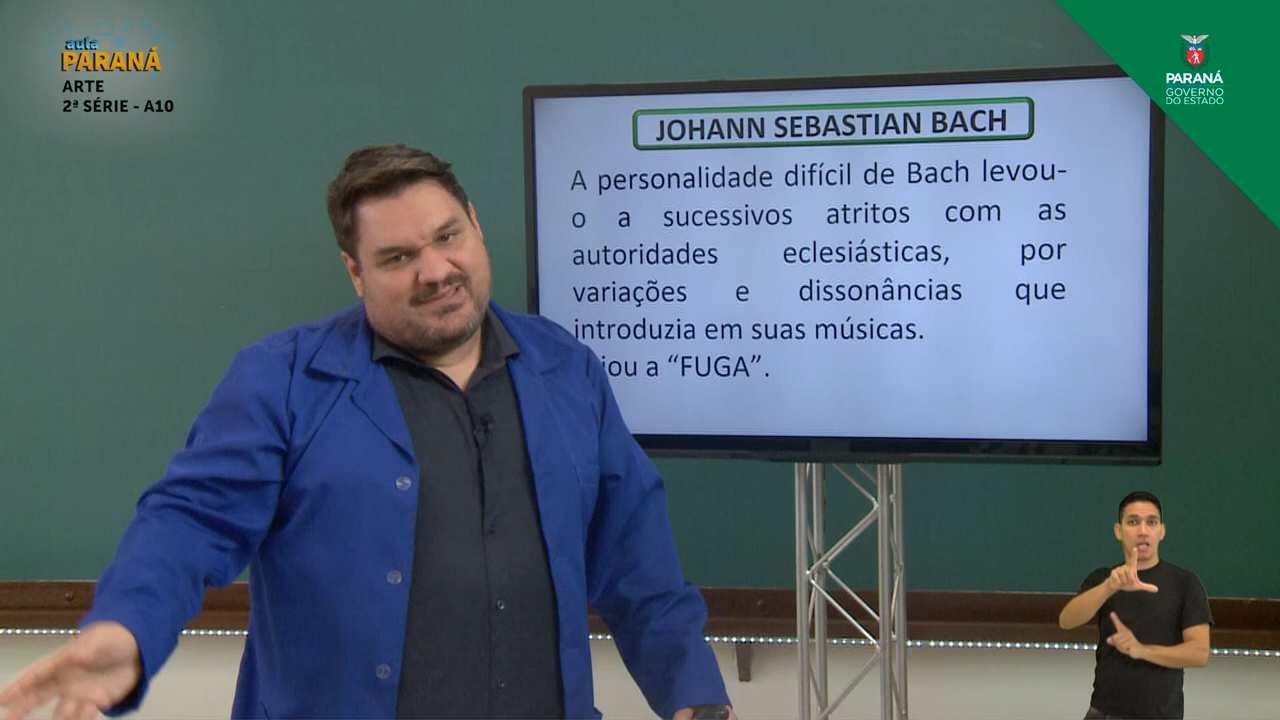 aula
PARANÁ
ARTE
2ª SÉRIE - A10
PARANÁ
GOVERNO
DO ESTADO
JOHANN SEBASTIAN BACH
A personalidade difícil de Bach levou-
o a sucessivos atritos com as
autoridades eclesiásticas, por
variações e dissonâncias que
introduzia em suas músicas.
a “FUGA”.